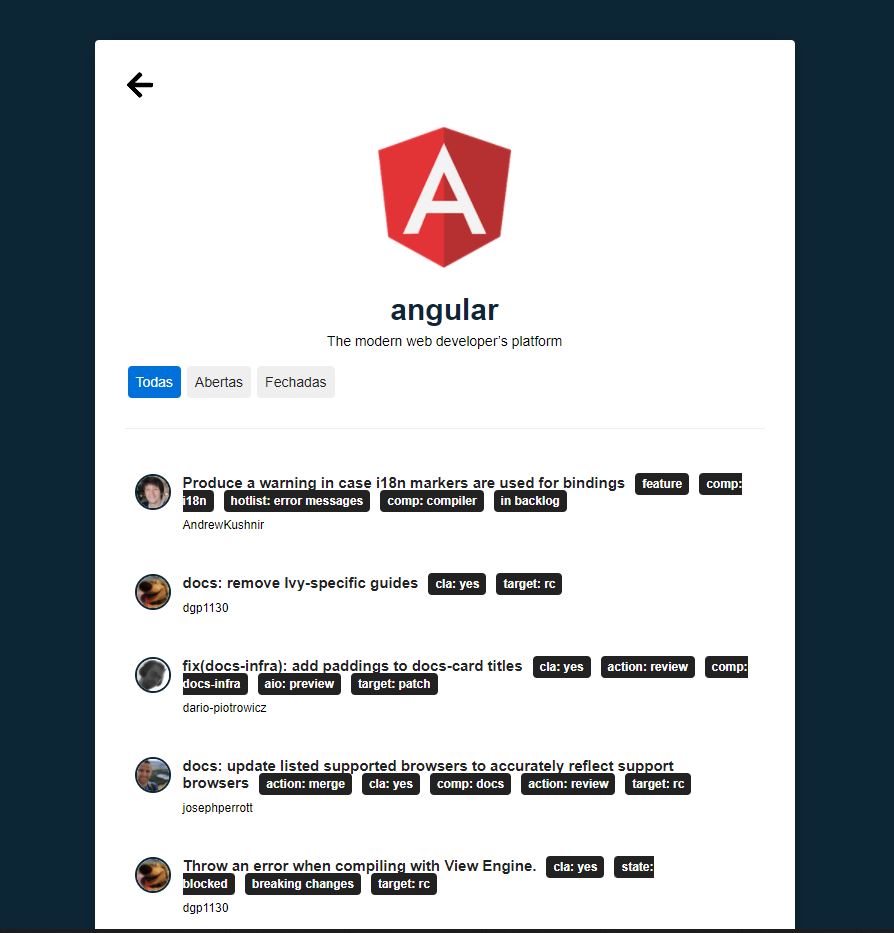 A
angular
The modern web developer’s platform
Todas Abertas Fechadas
Produce a warning in case i18n markers are used for bindings feature comp:
i18n hotlist: error messages comp: compiler in backlog
AndrewKushnir
docs: remove Ivy-specific guides cla: yes target: rc
dgp1130
fix(docs-infra): add paddings to docs-card titles cla: yes action: review comp:
docs-infra aio: preview target: patch
dario-piotrowicz
docs: update listed supported browsers to accurately reflect support
browsers action: merge cla: yes comp: docs action: review target: rc
josephperrott
Throw an error when compiling with View Engine. cla: yes state:
blocked breaking changes target: rc
dgp1130